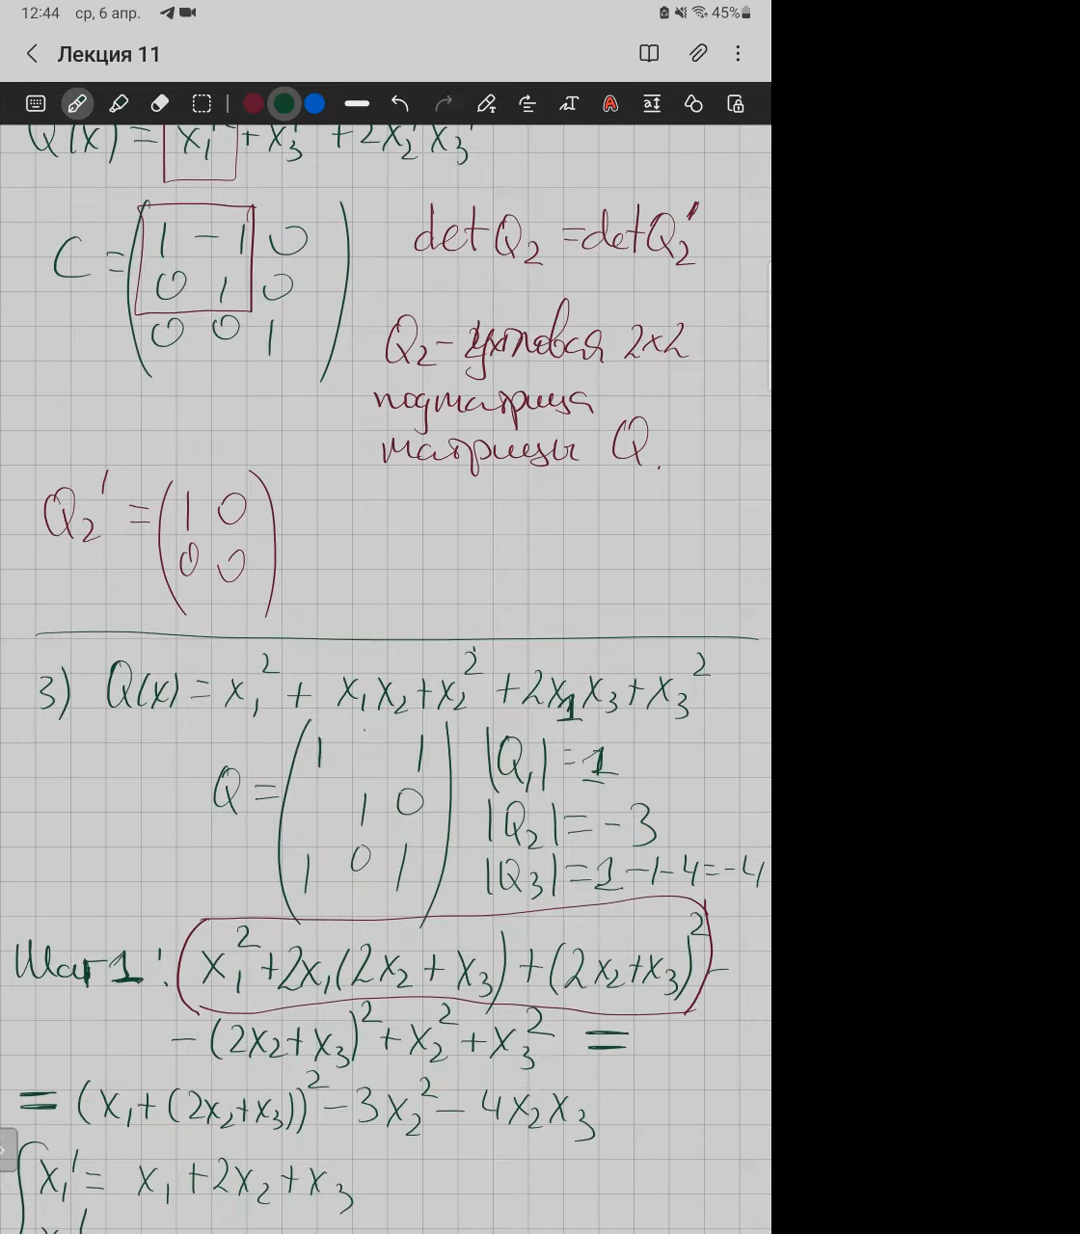 12:44 ср, 6 апр. 45%
Лекция 11
Q(x) = x₁' + x₃' + 2x₂'x₃'
C = (1 −1 0
0 1 0
0 0 1)
det Q₂ = det Q₂'
Q₂ – угловая 2x2
подматрица
матрицы Q.
Q₂' = (1 0
0 0)
3) Q(x) = x₁² + x₁x₂ + x₂² + 2x₁x₃ + x₃²
Q = (1 1
1 0
1 0 1)
|Q₁| = 1
|Q₂| = −3
|Q₃| = 1 −1−4 = −4
Шаг 1: x₁² + 2x₁(2x₂ + x₃) + (2x₂+x₃)² −
− (2x₂+x₃)² + x₂² + x₃² =
= (x₁+(2x₂+x₃))² − 3x₂² − 4x₂x₃
x₁' = x₁ + 2x₂ + x₃